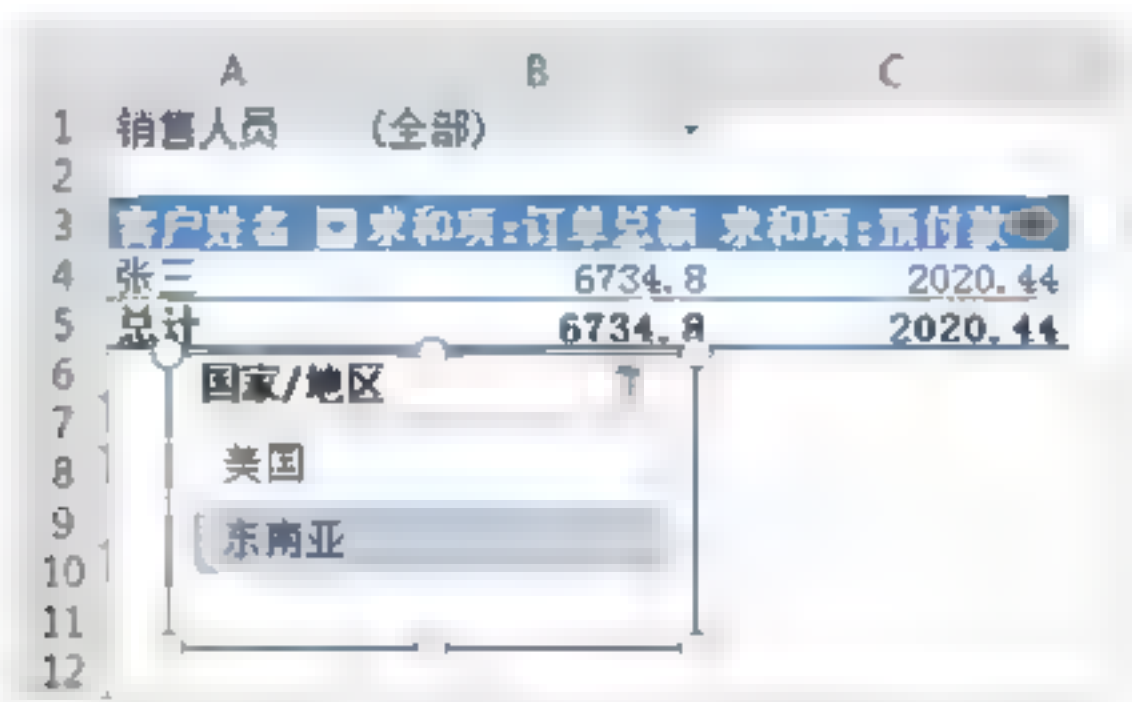 A B C
1 销售人员 (全部)
2
3 客户姓名 求和项:订单总额 求和项:预付款
4 张三 6734.8 2020.44
5 总计 6734.8 2020.44
6 国家/地区
7
8 美国
9 东南亚
10
11
12